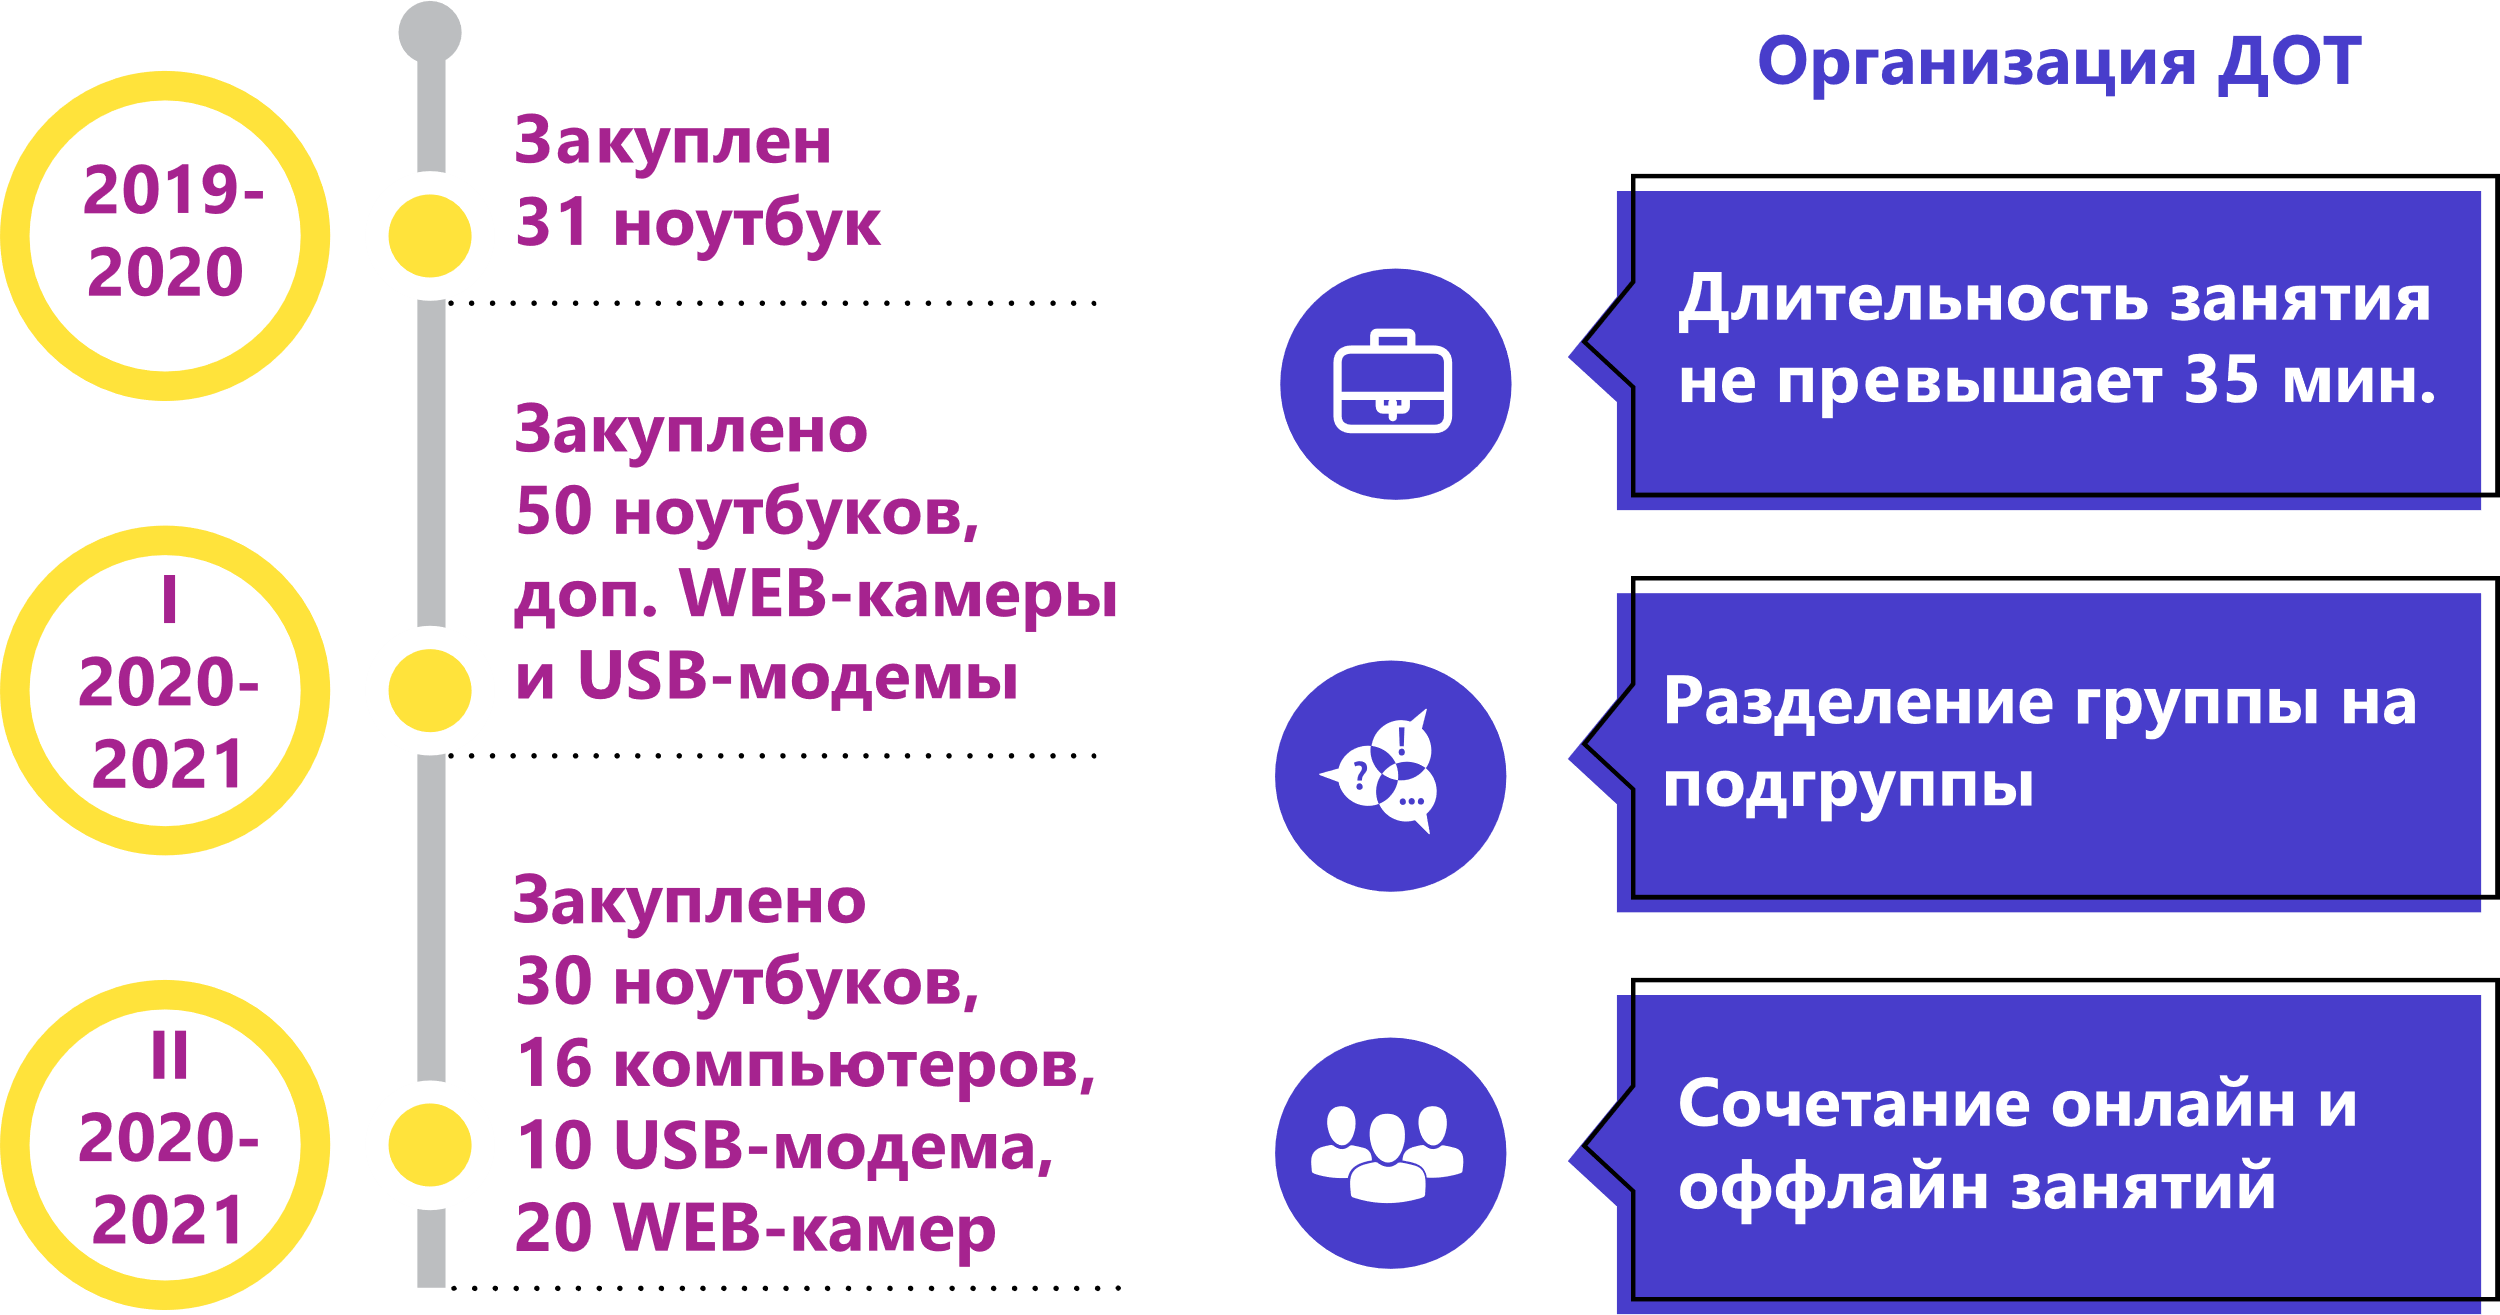 2019-
2020
Закуплен
31 ноутбук
I
2020-
2021
Закуплено
50 ноутбуков,
доп. WEB-камеры
и USB-модемы
II
2020-
2021
Закуплено
30 ноутбуков,
16 компьютеров,
10 USB-модема,
20 WEB-камер
Организация ДОТ
Длительность занятия
не превышает 35 мин.
! ? ...
Разделение группы на
подгруппы
Сочетание онлайн и
оффлайн занятий